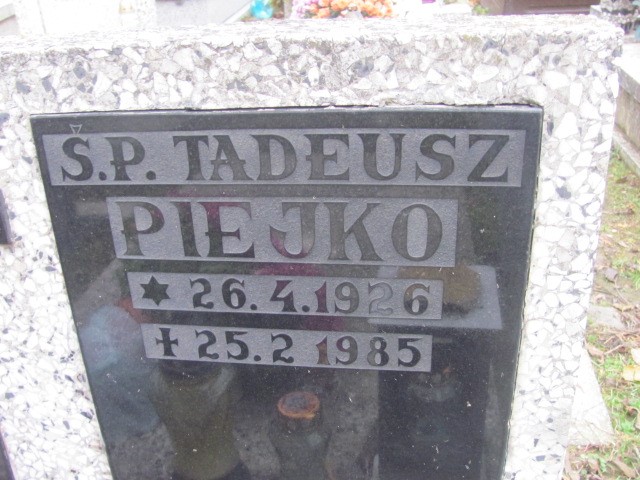 Ś.P. TADEUSZ
PIEJKO
✶ 26.4.1926
✝ 25.2 1985